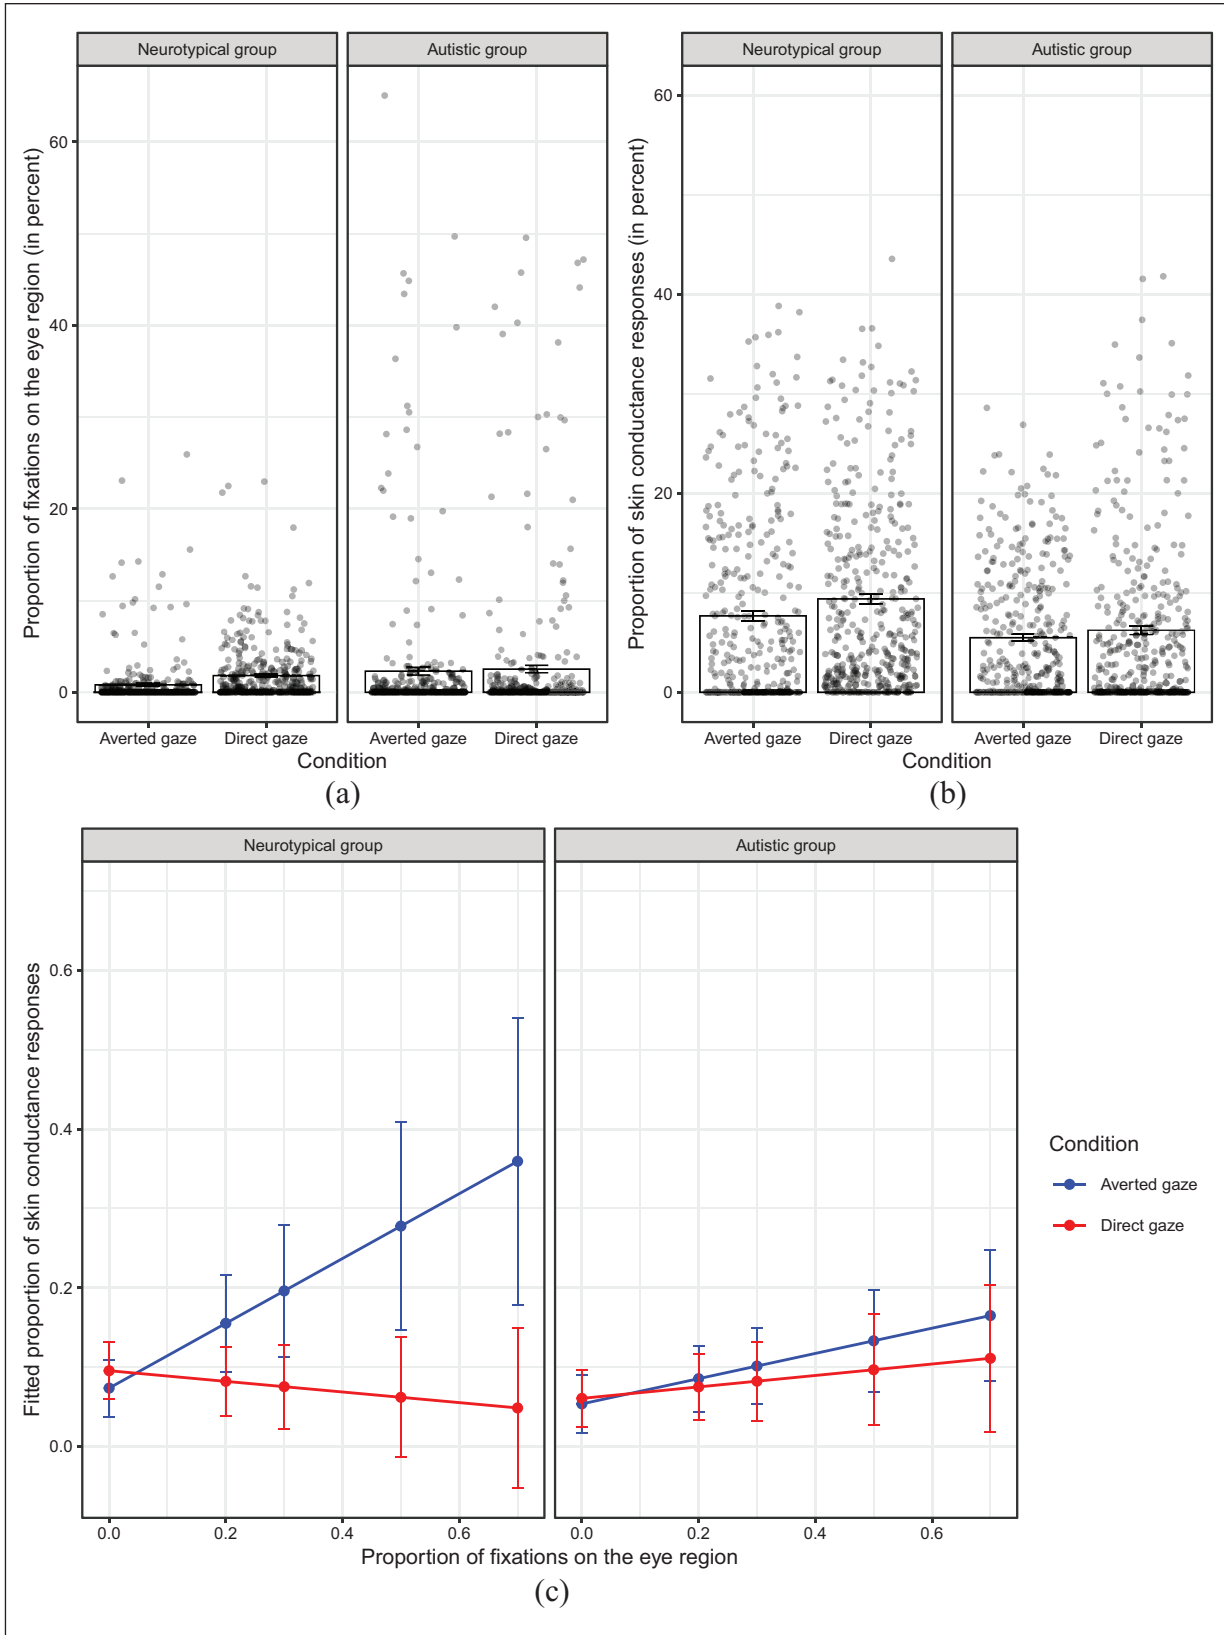 Neurotypical group
Autistic group
Proportion of fixations on the eye region (in percent)
60
40
20
0
Averted gaze
Direct gaze
Averted gaze
Direct gaze
Condition
(a)
Neurotypical group
Autistic group
Proportion of skin conductance responses (in percent)
60
40
20
0
Averted gaze
Direct gaze
Averted gaze
Direct gaze
Condition
(b)
Neurotypical group
Autistic group
Fitted proportion of skin conductance responses
0.6
0.4
0.2
0.0
0.0
0.2
0.4
0.6
0.0
0.2
0.4
0.6
Proportion of fixations on the eye region
Condition
Averted gaze
Direct gaze
(c)